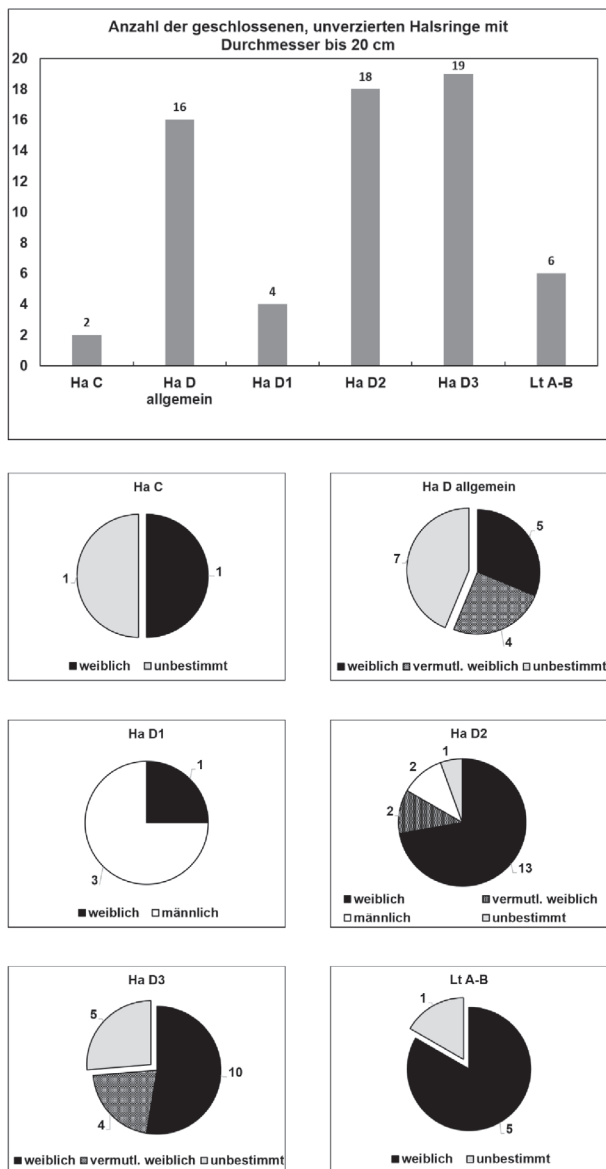 Anzahl der geschlossenen, unverzierten Halsringe mit
Durchmesser bis 20 cm
20
18
16
14
12
10
8
6
4
2
0
2
16
4
18
19
6
Ha C
Ha D
allgemein
Ha D1
Ha D2
Ha D3
Lt A-B
Ha C
1
1
weiblich unbestimmt
Ha D allgemein
5
7
4
weiblich vermutl. weiblich unbestimmt
Ha D1
1
3
weiblich männlich
Ha D2
1
2
2
13
weiblich vermutl. weiblich
männlich unbestimmt
Ha D3
5
10
4
weiblich vermutl. weiblich unbestimmt
Lt A-B
1
5
weiblich unbestimmt